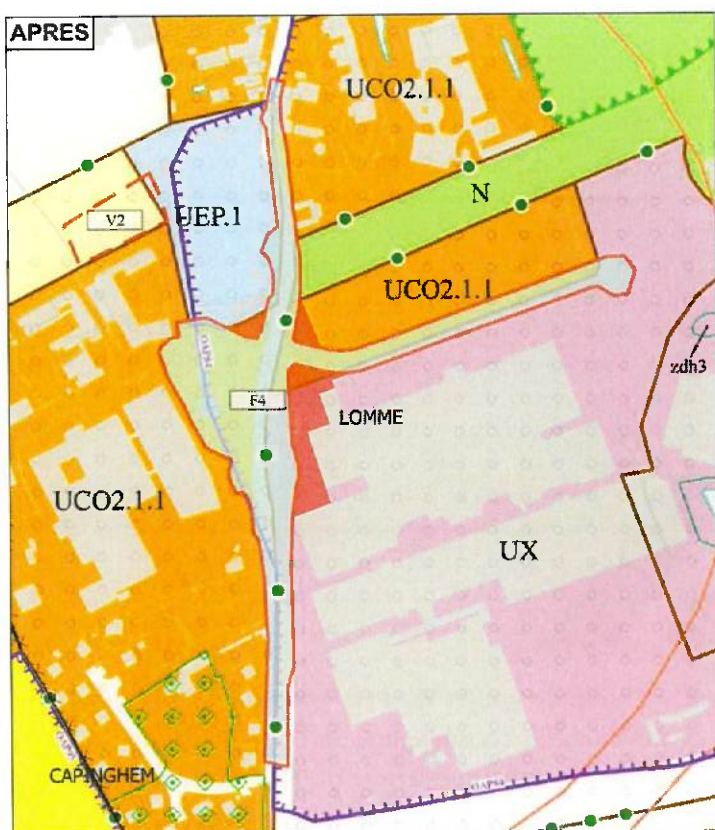 APRES
UCO2.1.1
N
V2
UEP.1
UCO2.1.1
zdh3
F4
LOMME
UCO2.1.1
UX
CAPINGHEM